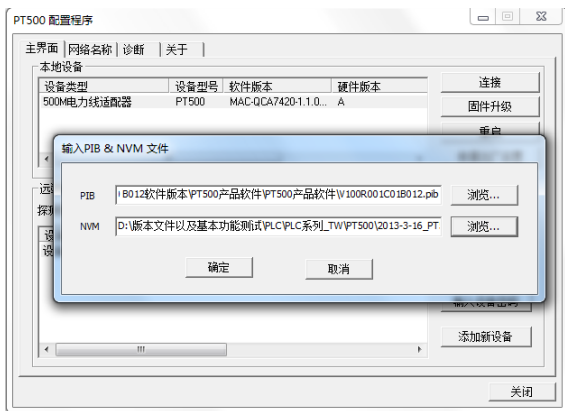 PT500 配置程序
主界面 网络名称 诊断 关于
本地设备
设备类型 设备型号 软件版本 硬件版本
500M电力线适配器 PT500 MAC-QCA7420-1.1.0... A
连接
固件升级
重启
输入PIB & NVM 文件
PIB B012软件版本\PT500产品软件\PT500产品软件\V100R001C01B012.pib 浏览...
NVM D:\版本文件以及基本功能测试\PLC\PLC系列_TW\PT500\2013-3-16_PT 浏览...
确定 取消
添加新设备
关闭